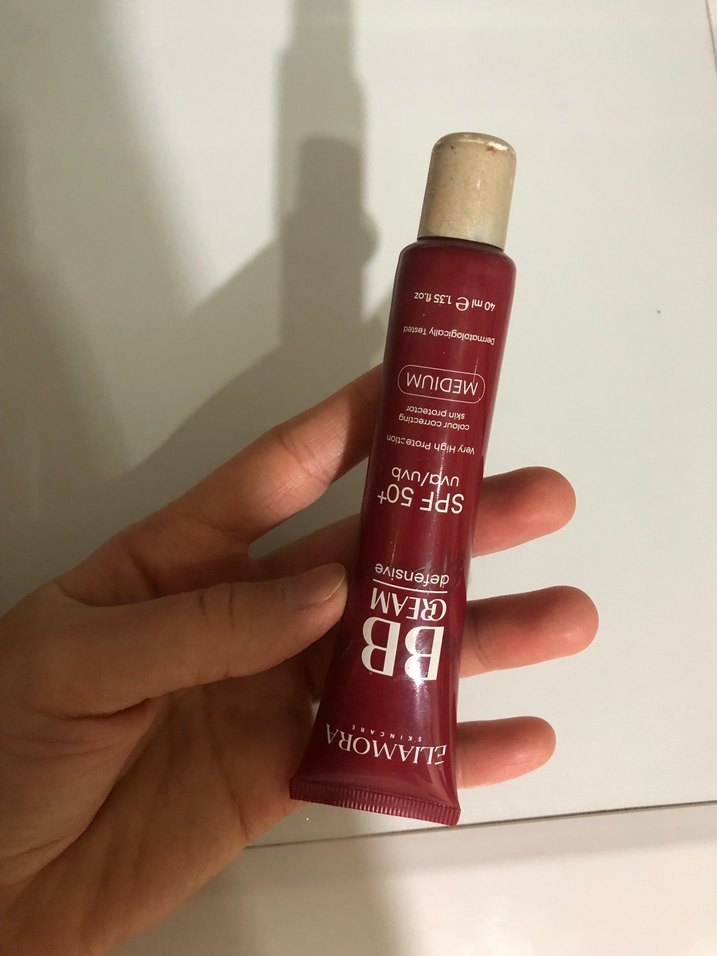 ELIAMORA
SKINCARE
BB
CREAM
defensive
SPF 50+
uva/uvb
Very High Protection
colour correcting
skin protector
MEDIUM
Dermatologically Tested
40 ml ℮ 1.35 fl.oz